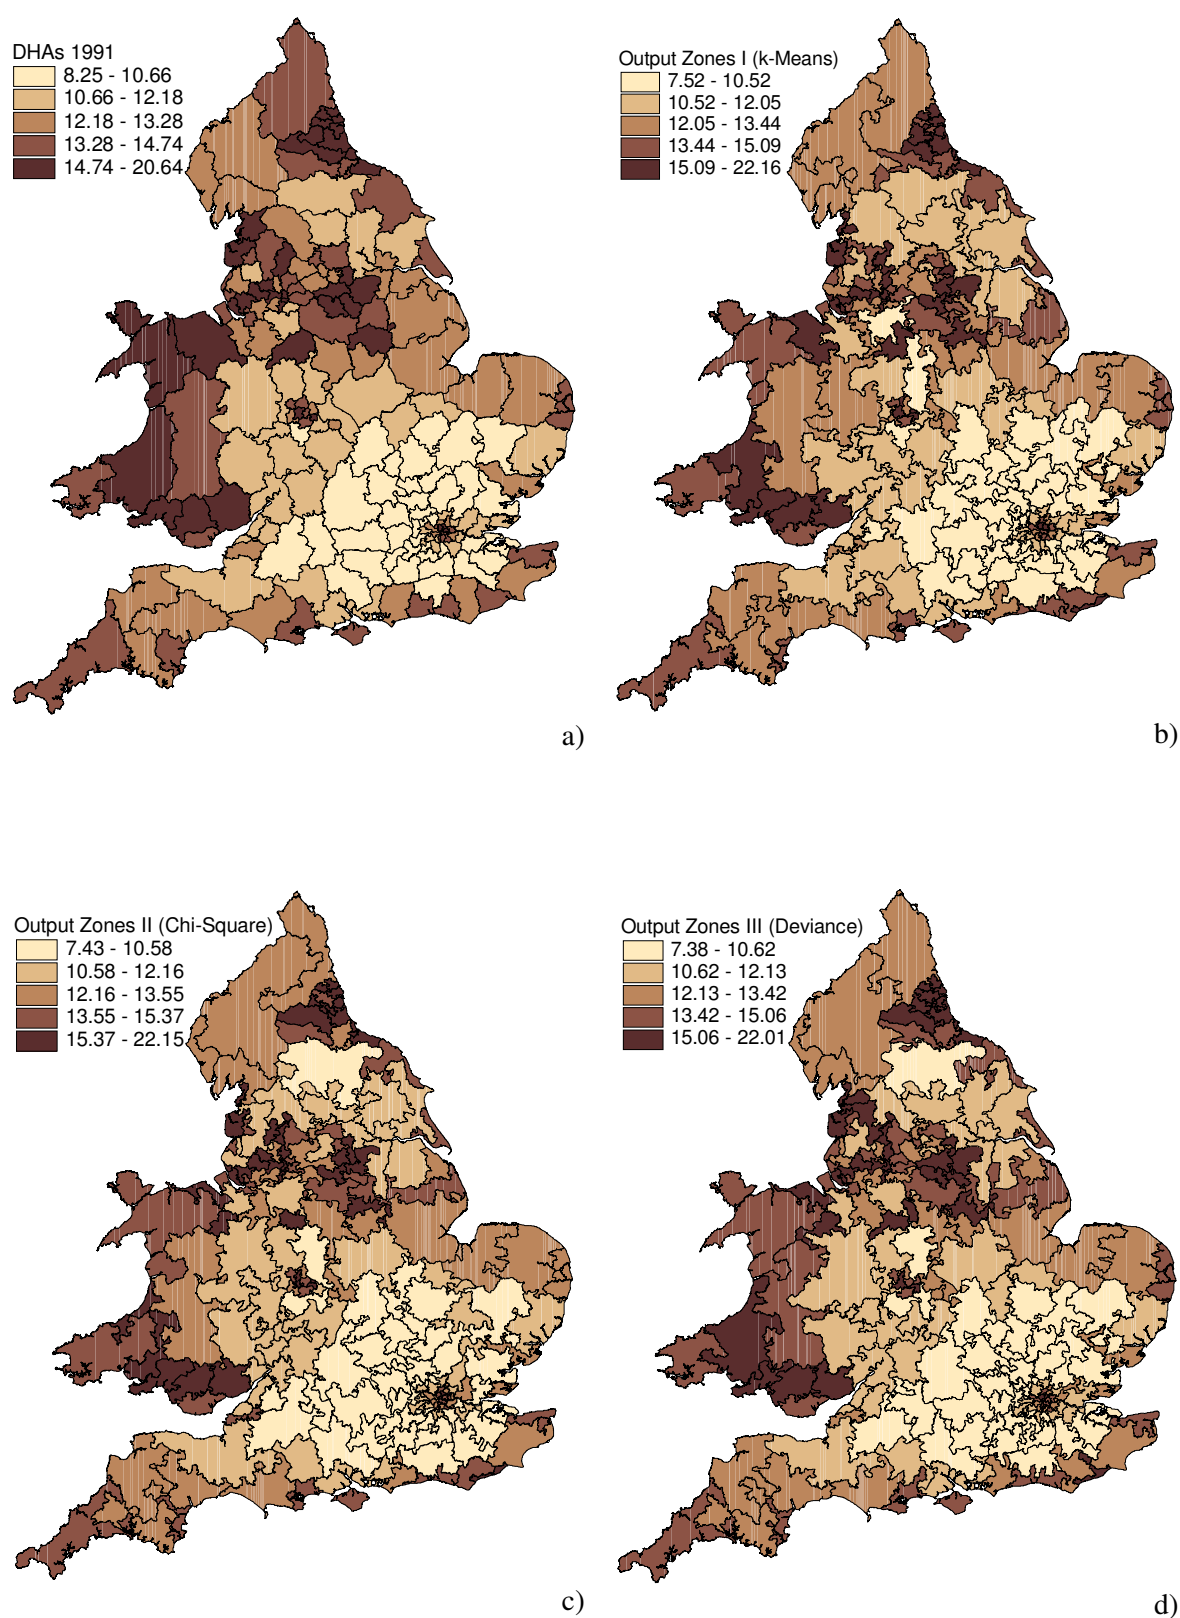 DHAs 1991
8.25 - 10.66
10.66 - 12.18
12.18 - 13.28
13.28 - 14.74
14.74 - 20.64
a)
Output Zones I (k-Means)
7.52 - 10.52
10.52 - 12.05
12.05 - 13.44
13.44 - 15.09
15.09 - 22.16
b)
Output Zones II (Chi-Square)
7.43 - 10.58
10.58 - 12.16
12.16 - 13.55
13.55 - 15.37
15.37 - 22.15
c)
Output Zones III (Deviance)
7.38 - 10.62
10.62 - 12.13
12.13 - 13.42
13.42 - 15.06
15.06 - 22.01
d)